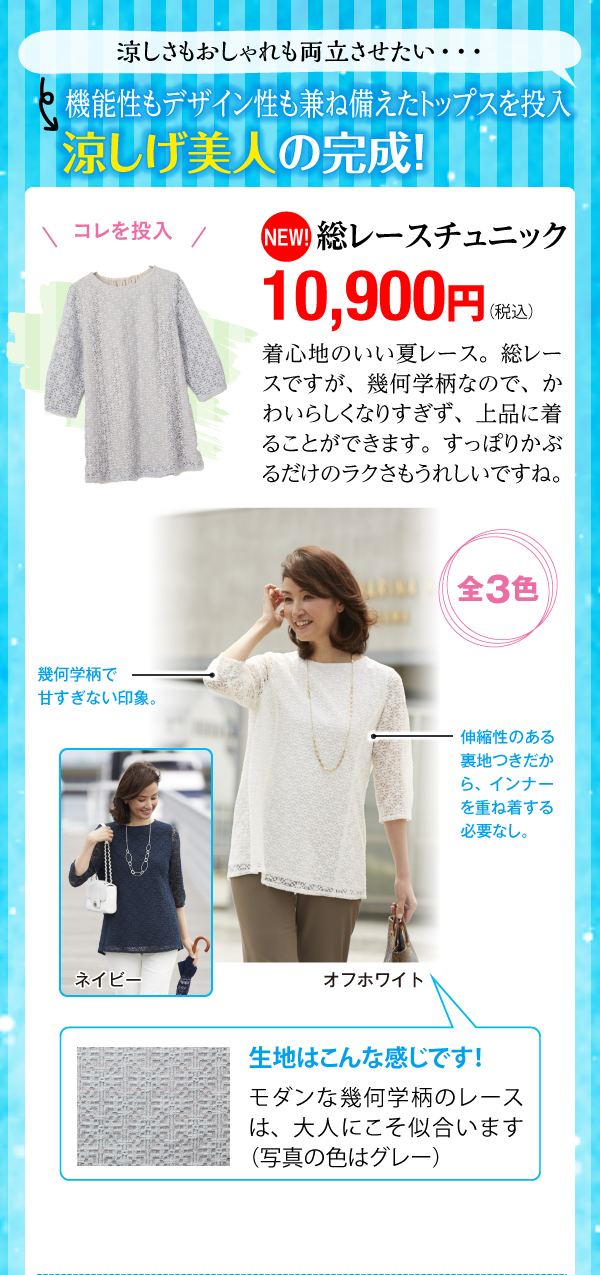 涼しさもおしゃれも両立させたい・・・
機能性もデザイン性も兼ね備えたトップスを投入
涼しげ美人の完成!
コレを投入
NEW! 総レースチュニック
10,900円(税込)
着心地のいい夏レース。総レー
スですが、幾何学柄なので、か
わいらしくなりすぎず、上品に着
ることができます。すっぽりかぶ
るだけのラクさもうれしいですね。
全3色
幾何学柄で
甘すぎない印象。
伸縮性のある
裏地つきだか
ら、インナー
を重ね着する
必要なし。
ネイビー
オフホワイト
生地はこんな感じです!
モダンな幾何学柄のレース
は、大人にこそ似合います
(写真の色はグレー)